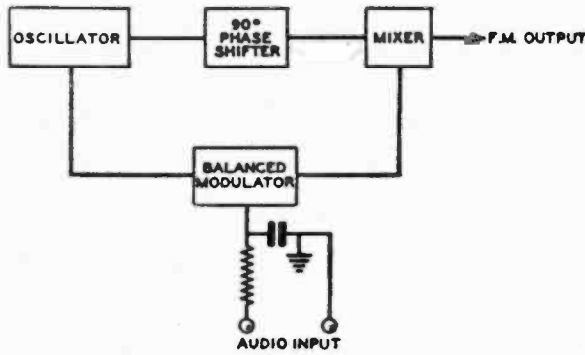 OSCILLATOR
90°
PHASE
SHIFTER
MIXER
F.M. OUTPUT
BALANCED
MODULATOR
AUDIO INPUT